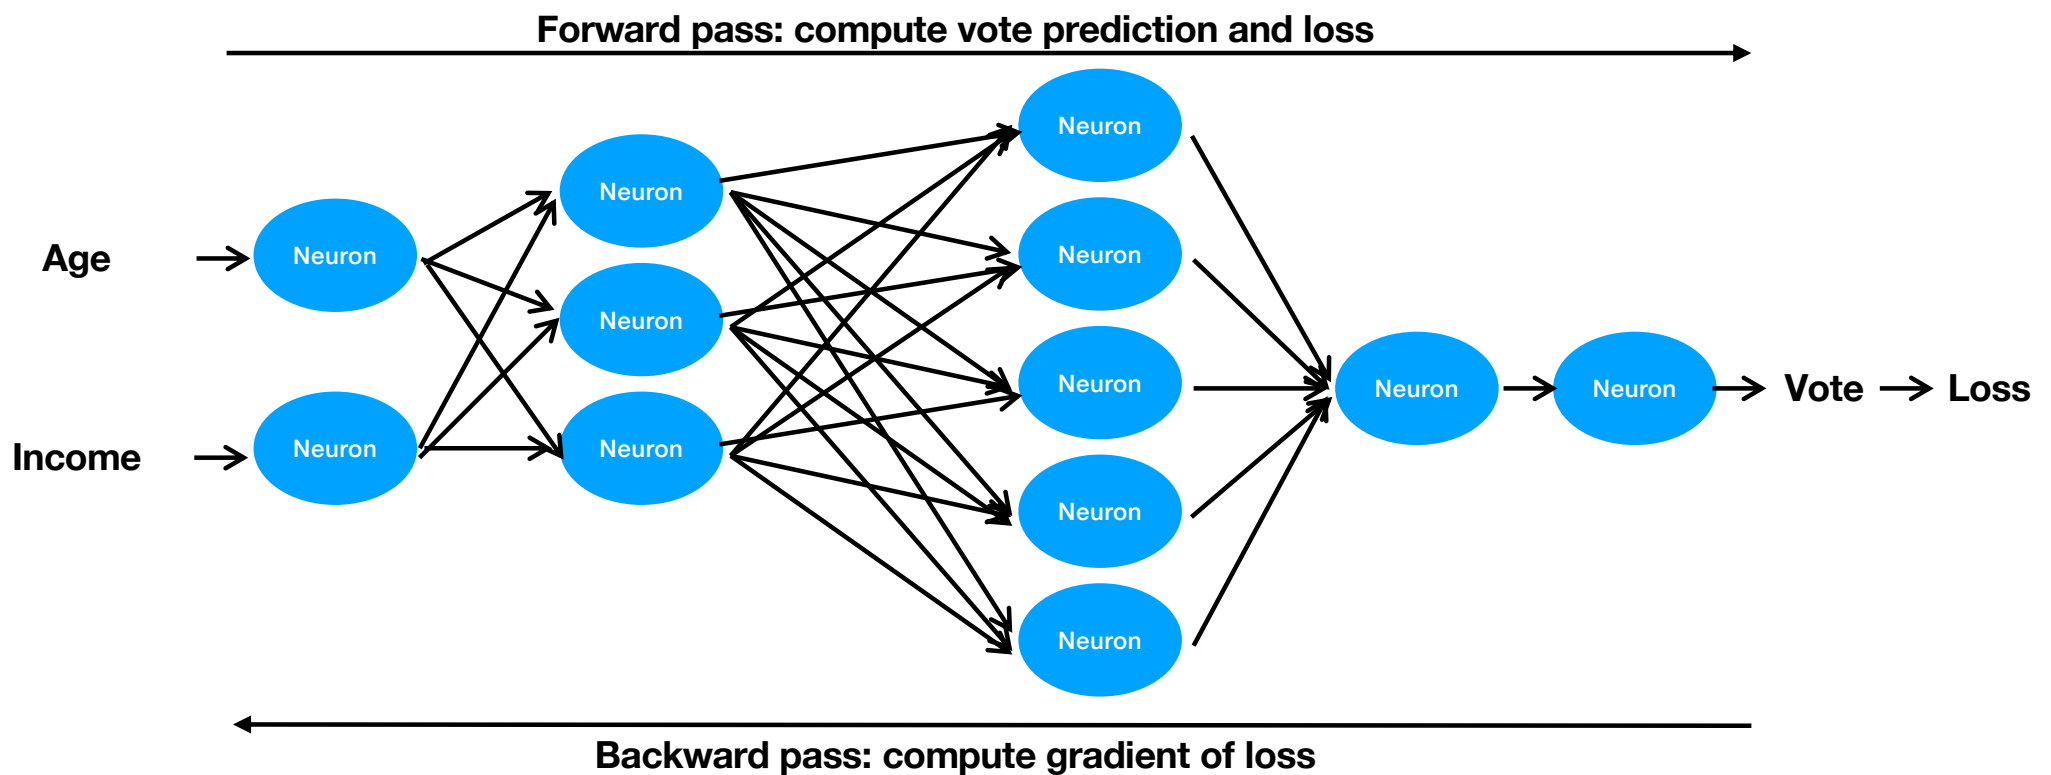 Forward pass: compute vote prediction and loss
Neuron
Neuron
Neuron
Age
Neuron
Neuron
Neuron
Neuron
Neuron
Vote
Loss
Income
Neuron
Neuron
Neuron
Neuron
Neuron
Backward pass: compute gradient of loss